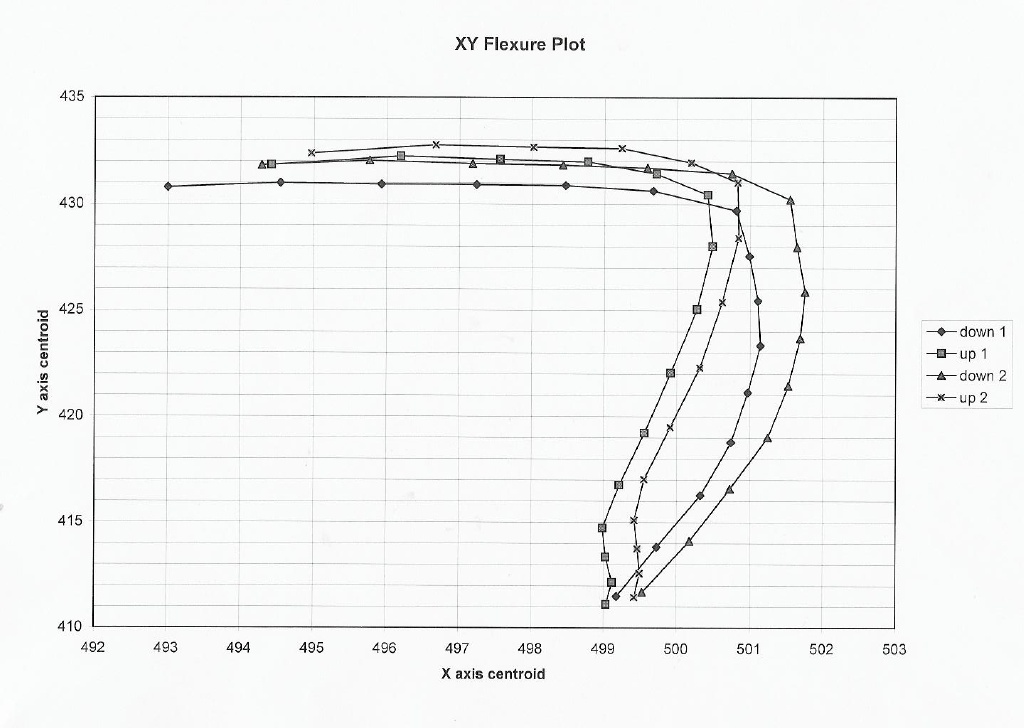 XY Flexure Plot
435
430
425
420
415
410
Y axis centroid
492 493 494 495 496 497 498 499 500 501 502 503
X axis centroid
down 1
up 1
down 2
up 2